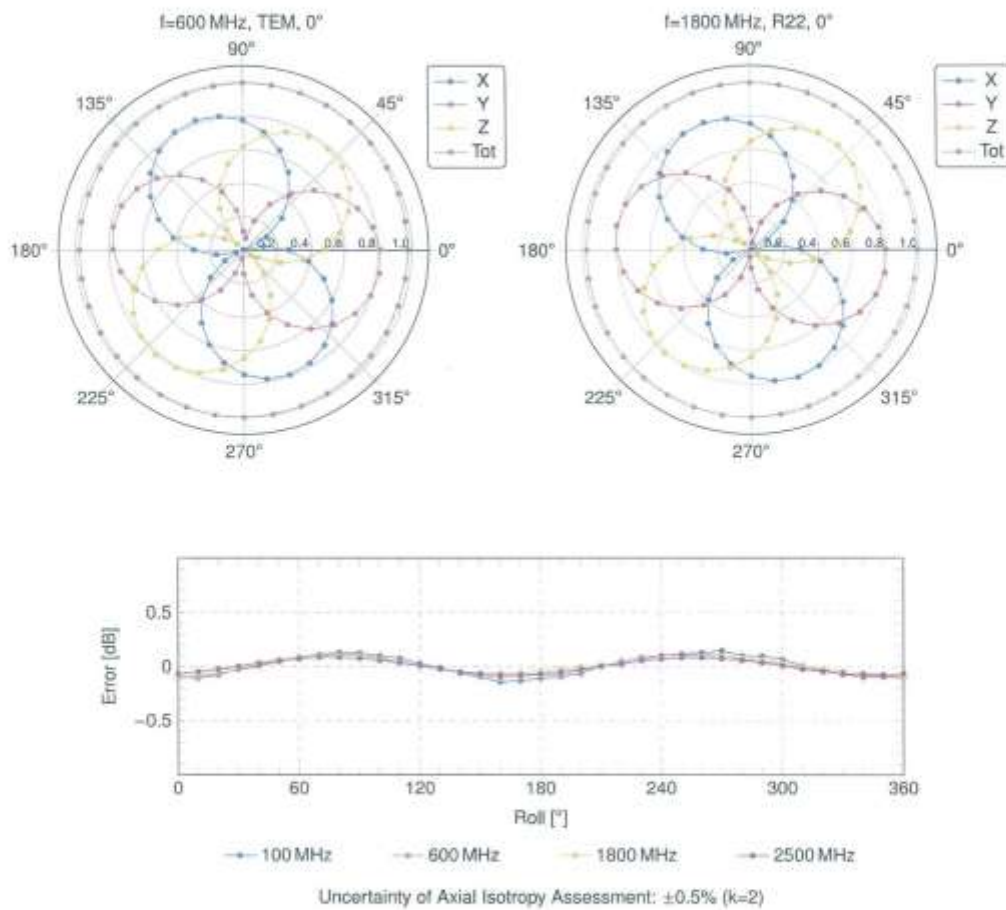 f=600 MHz, TEM, 0°
90°
135°
45°
X
Y
Z
Tot
180°
0.2 0.4 0.6 0.8 1.0
0°
225°
315°
270°
f=1800 MHz, R22, 0°
90°
135°
45°
X
Y
Z
Tot
180°
0.4 0.6 0.8 1.0
0°
225°
315°
270°
Error [dB]
0.5
0
−0.5
0 60 120 180 240 300 360
Roll [°]
100 MHz 600 MHz 1800 MHz 2500 MHz
Uncertainty of Axial Isotropy Assessment: ±0.5% (k=2)